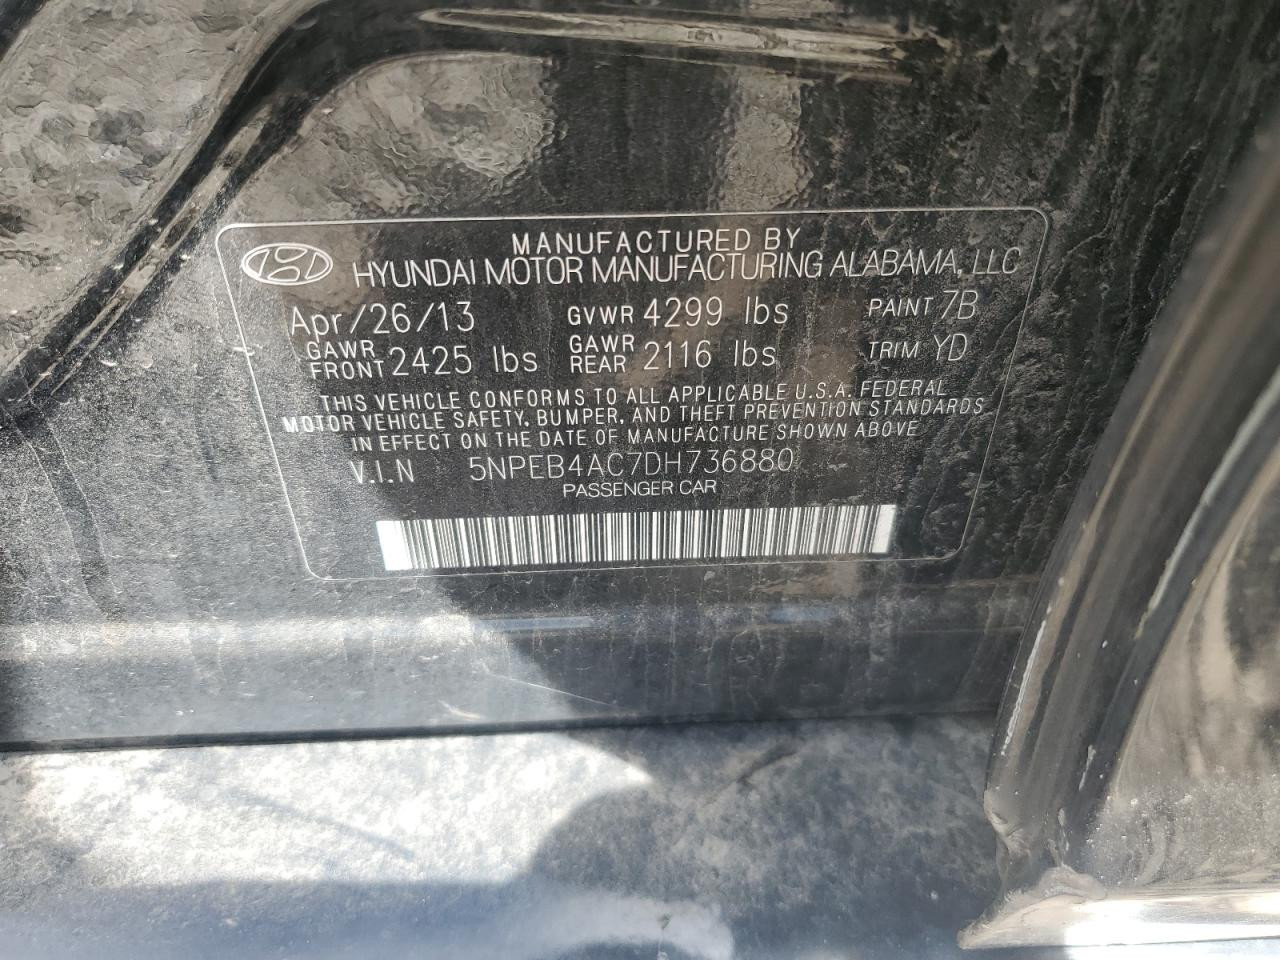 MANUFACTURED BY
HYUNDAI MOTOR MANUFACTURING ALABAMA, LLC
Apr/26/13 GVWR 4299 lbs PAINT 7B
GAWR FRONT 2425 lbs GAWR REAR 2116 lbs TRIM YD
THIS VEHICLE CONFORMS TO ALL APPLICABLE U.S.A. FEDERAL
MOTOR VEHICLE SAFETY, BUMPER, AND THEFT PREVENTION STANDARDS
IN EFFECT ON THE DATE OF MANUFACTURE SHOWN ABOVE
V.I.N 5NPEB4AC7DH736880
PASSENGER CAR